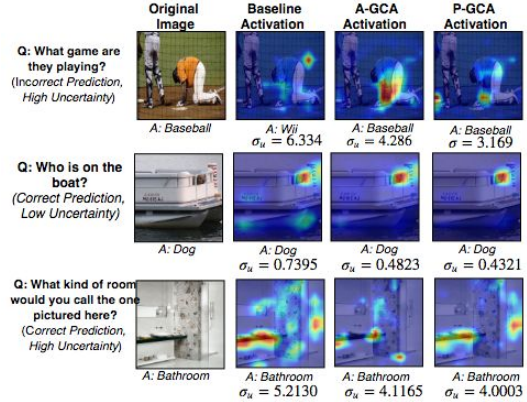 Original Image
Baseline Activation
A-GCA Activation
P-GCA Activation
Q: What game are
they playing?
(Incorrect Prediction,
High Uncertainty)
A: Baseball
A: Wii
σu = 6.334
A: Baseball
σu = 4.286
A: Baseball
σ = 3.169
Q: Who is on the
boat?
(Correct Prediction,
Low Uncertainty)
A: Dog
A: Dog
σu = 0.7395
A: Dog
σu = 0.4823
A: Dog
σu = 0.4321
Q: What kind of room
would you call the one
pictured here?
(Correct Prediction,
High Uncertainty)
A: Bathroom
A: Bathroom
σu = 5.2130
A: Bathroom
σu = 4.1165
A: Bathroom
σu = 4.0003